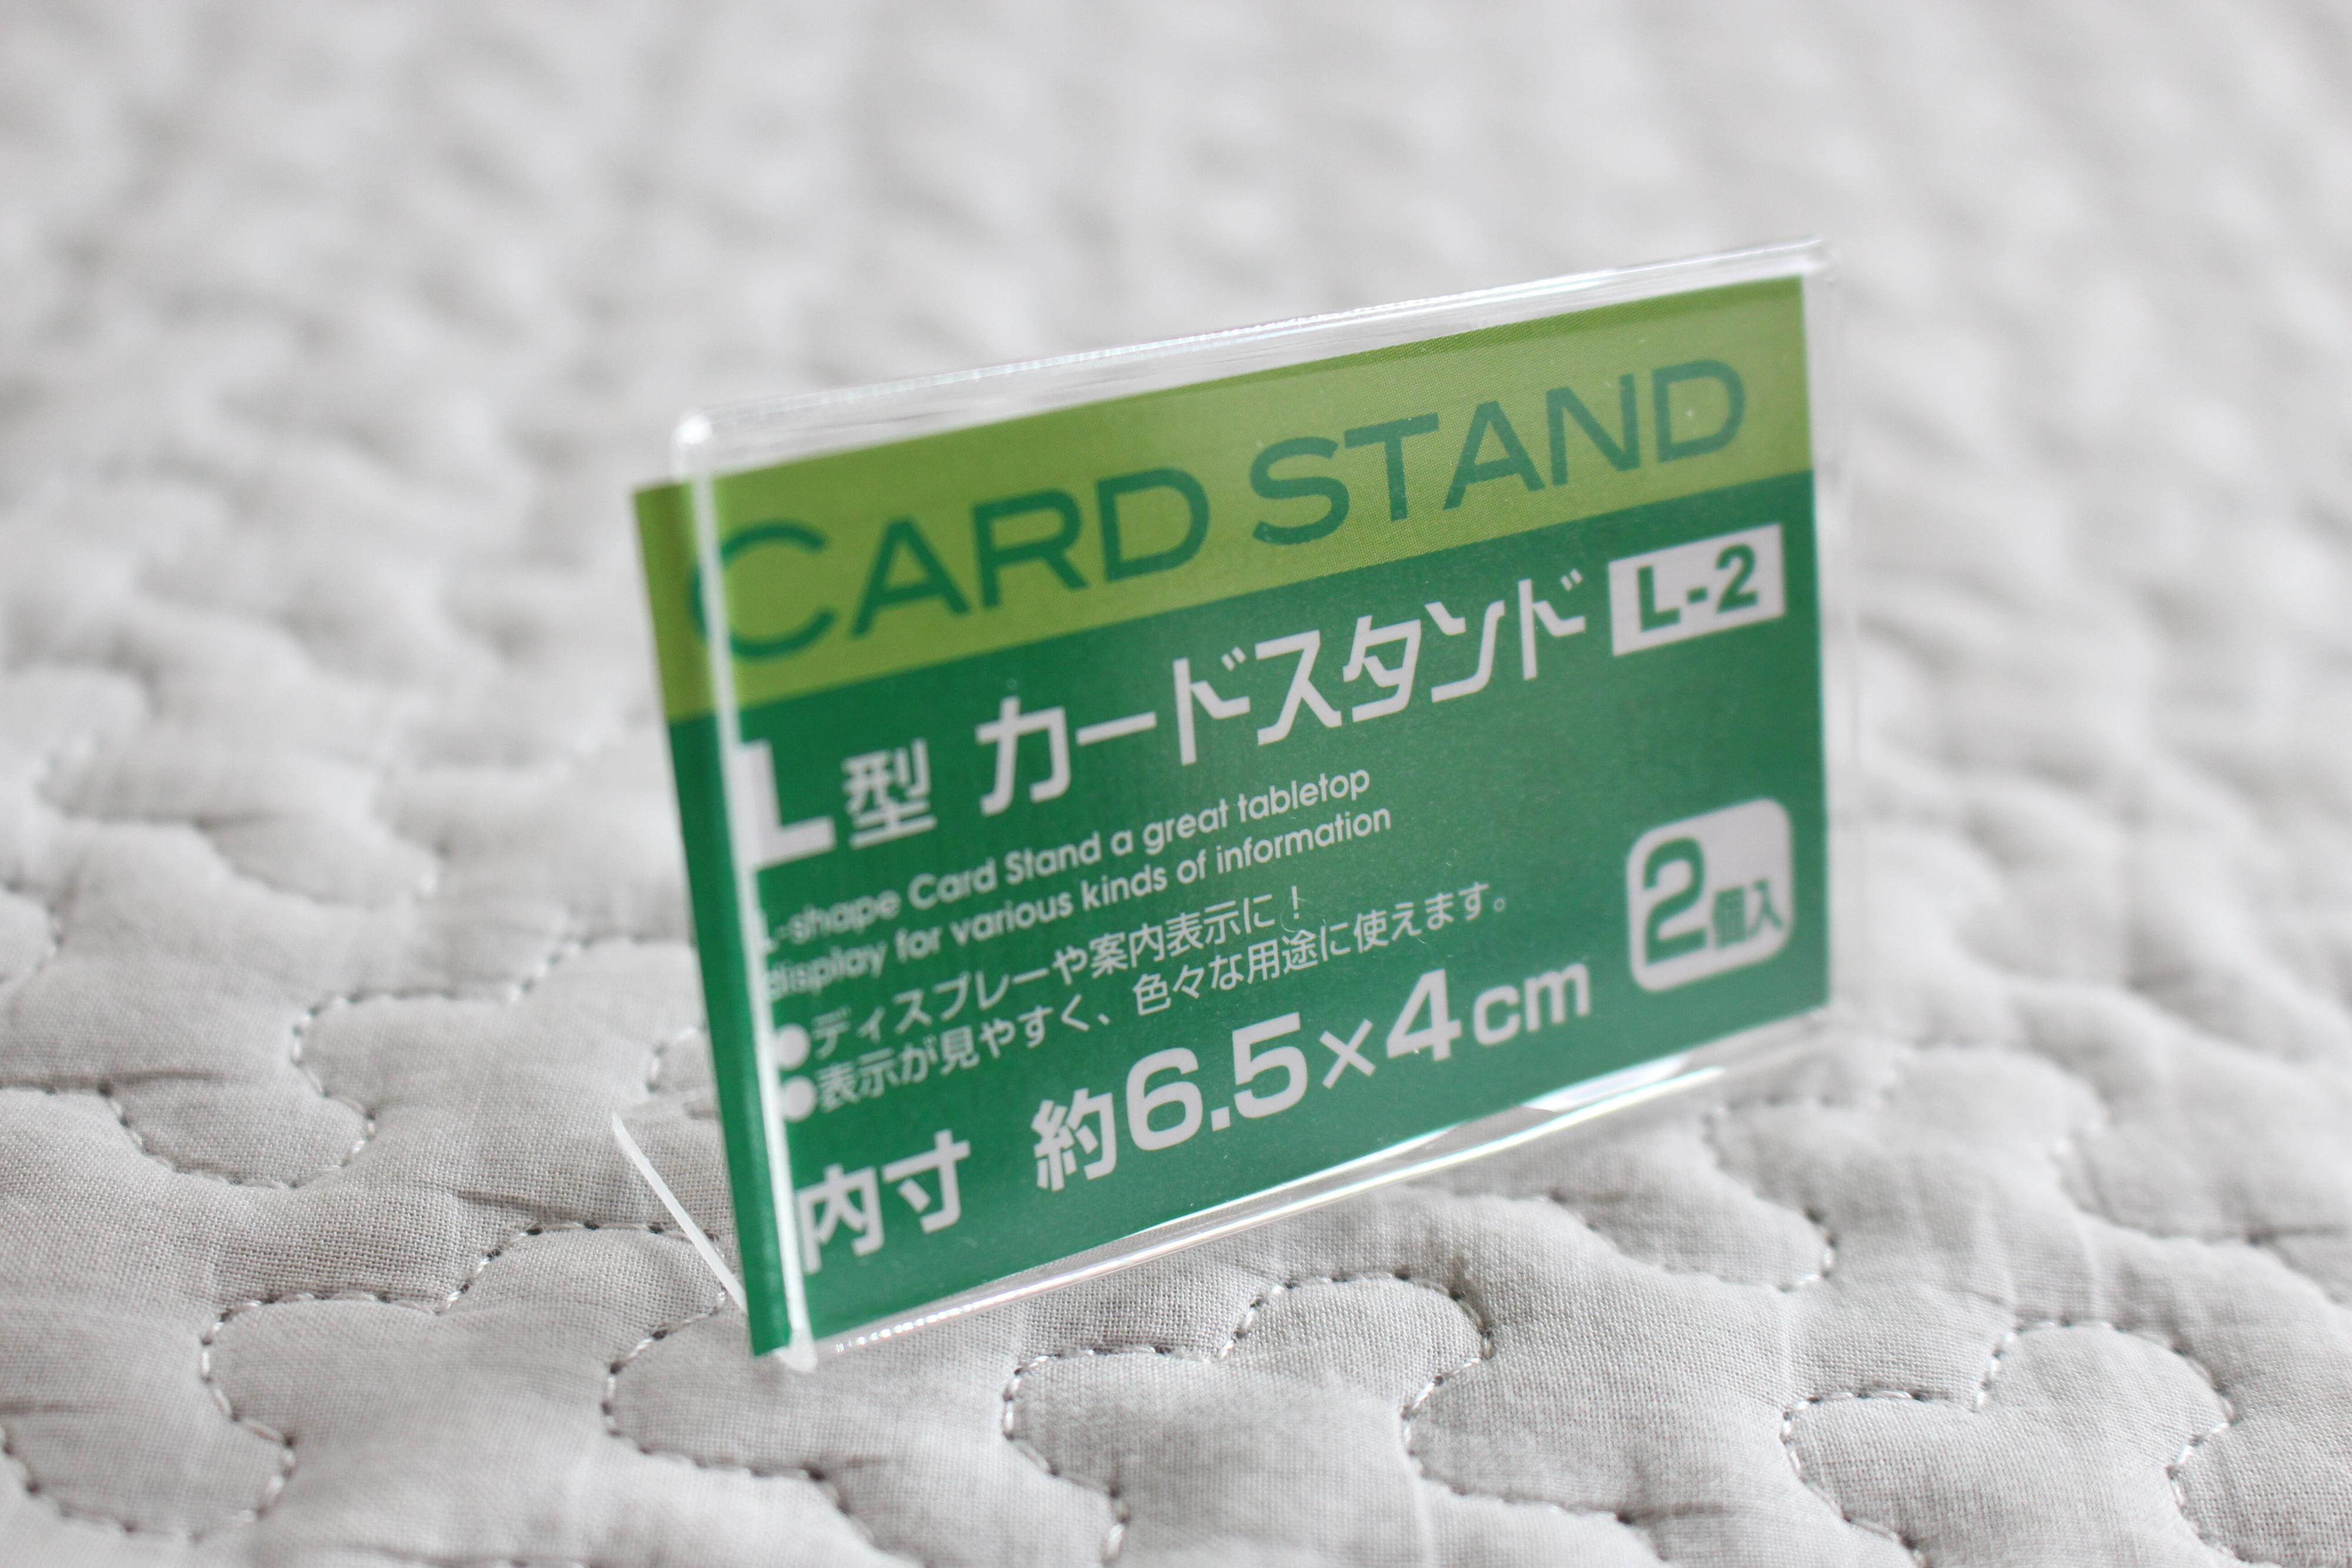 CARD STAND
L型 カードスタンド L-2
L-shape Card Stand a great tabletop
display for various kinds of information
●ディスプレーや案内表示に！
●表示が見やすく、色々な用途に使えます。
2個入
内寸 約6.5×4cm